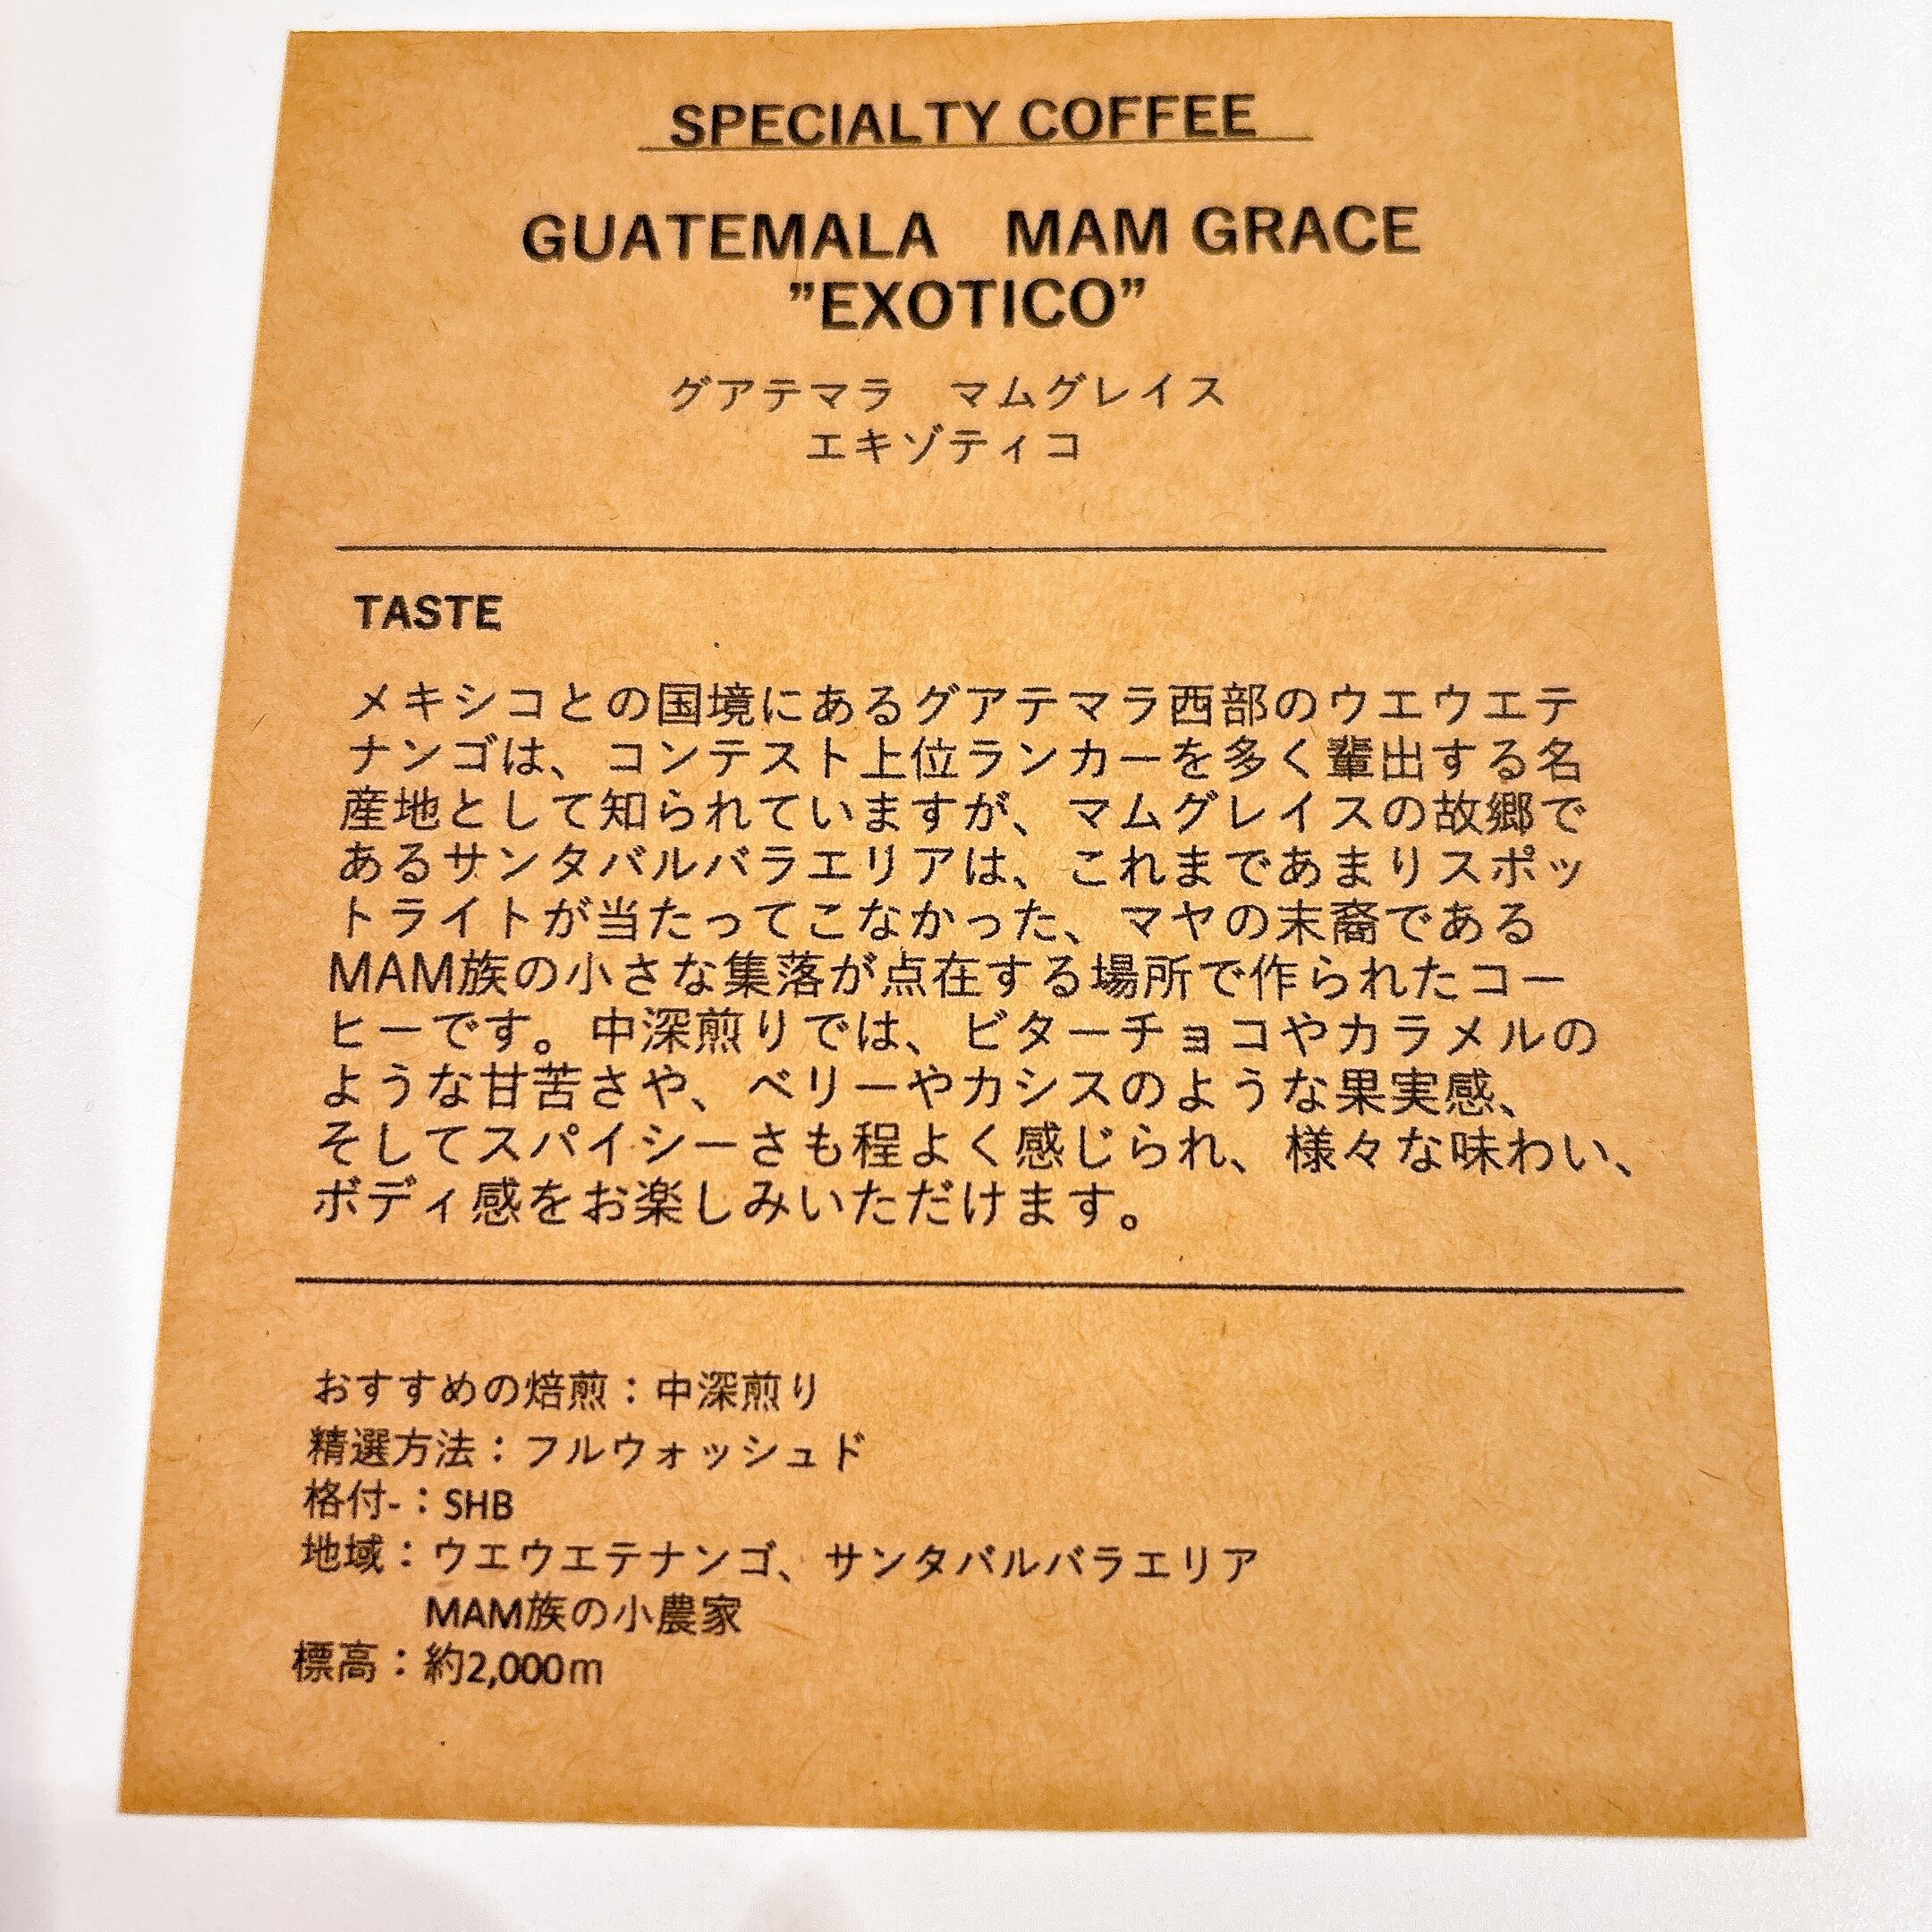 SPECIALTY COFFEE
GUATEMALA　MAM GRACE
”EXOTICO”
グアテマラ　マムグレイス
エキゾティコ
TASTE
メキシコとの国境にあるグアテマラ西部のウエウエテ
ナンゴは、コンテスト上位ランカーを多く輩出する名
産地として知られていますが、マムグレイスの故郷で
あるサンタバルバラエリアは、これまであまりスポッ
トライトが当たってこなかった、マヤの末裔である
MAM族の小さな集落が点在する場所で作られたコー
ヒーです。中深煎りでは、ビターチョコやカラメルの
ような甘苦さや、ベリーやカシスのような果実感、
そしてスパイシーさも程よく感じられ、様々な味わい、
ボディ感をお楽しみいただけます。
おすすめの焙煎：中深煎り
精選方法：フルウォッシュド
格付-：SHB
地域：ウエウエテナンゴ、サンタバルバラエリア
MAM族の小農家
標高：約2,000m